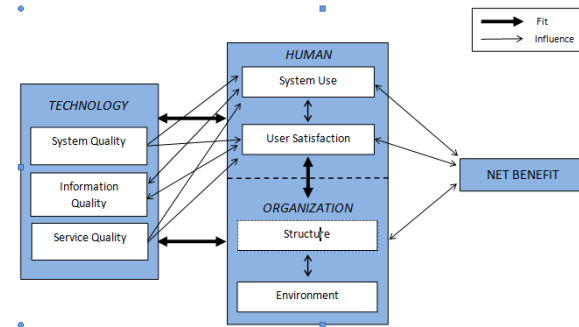 Fit
Influence
HUMAN
System Use
User Satisfaction
TECHNOLOGY
System Quality
Information
Quality
Service Quality
ORGANIZATION
Structure
Environment
NET BENEFIT